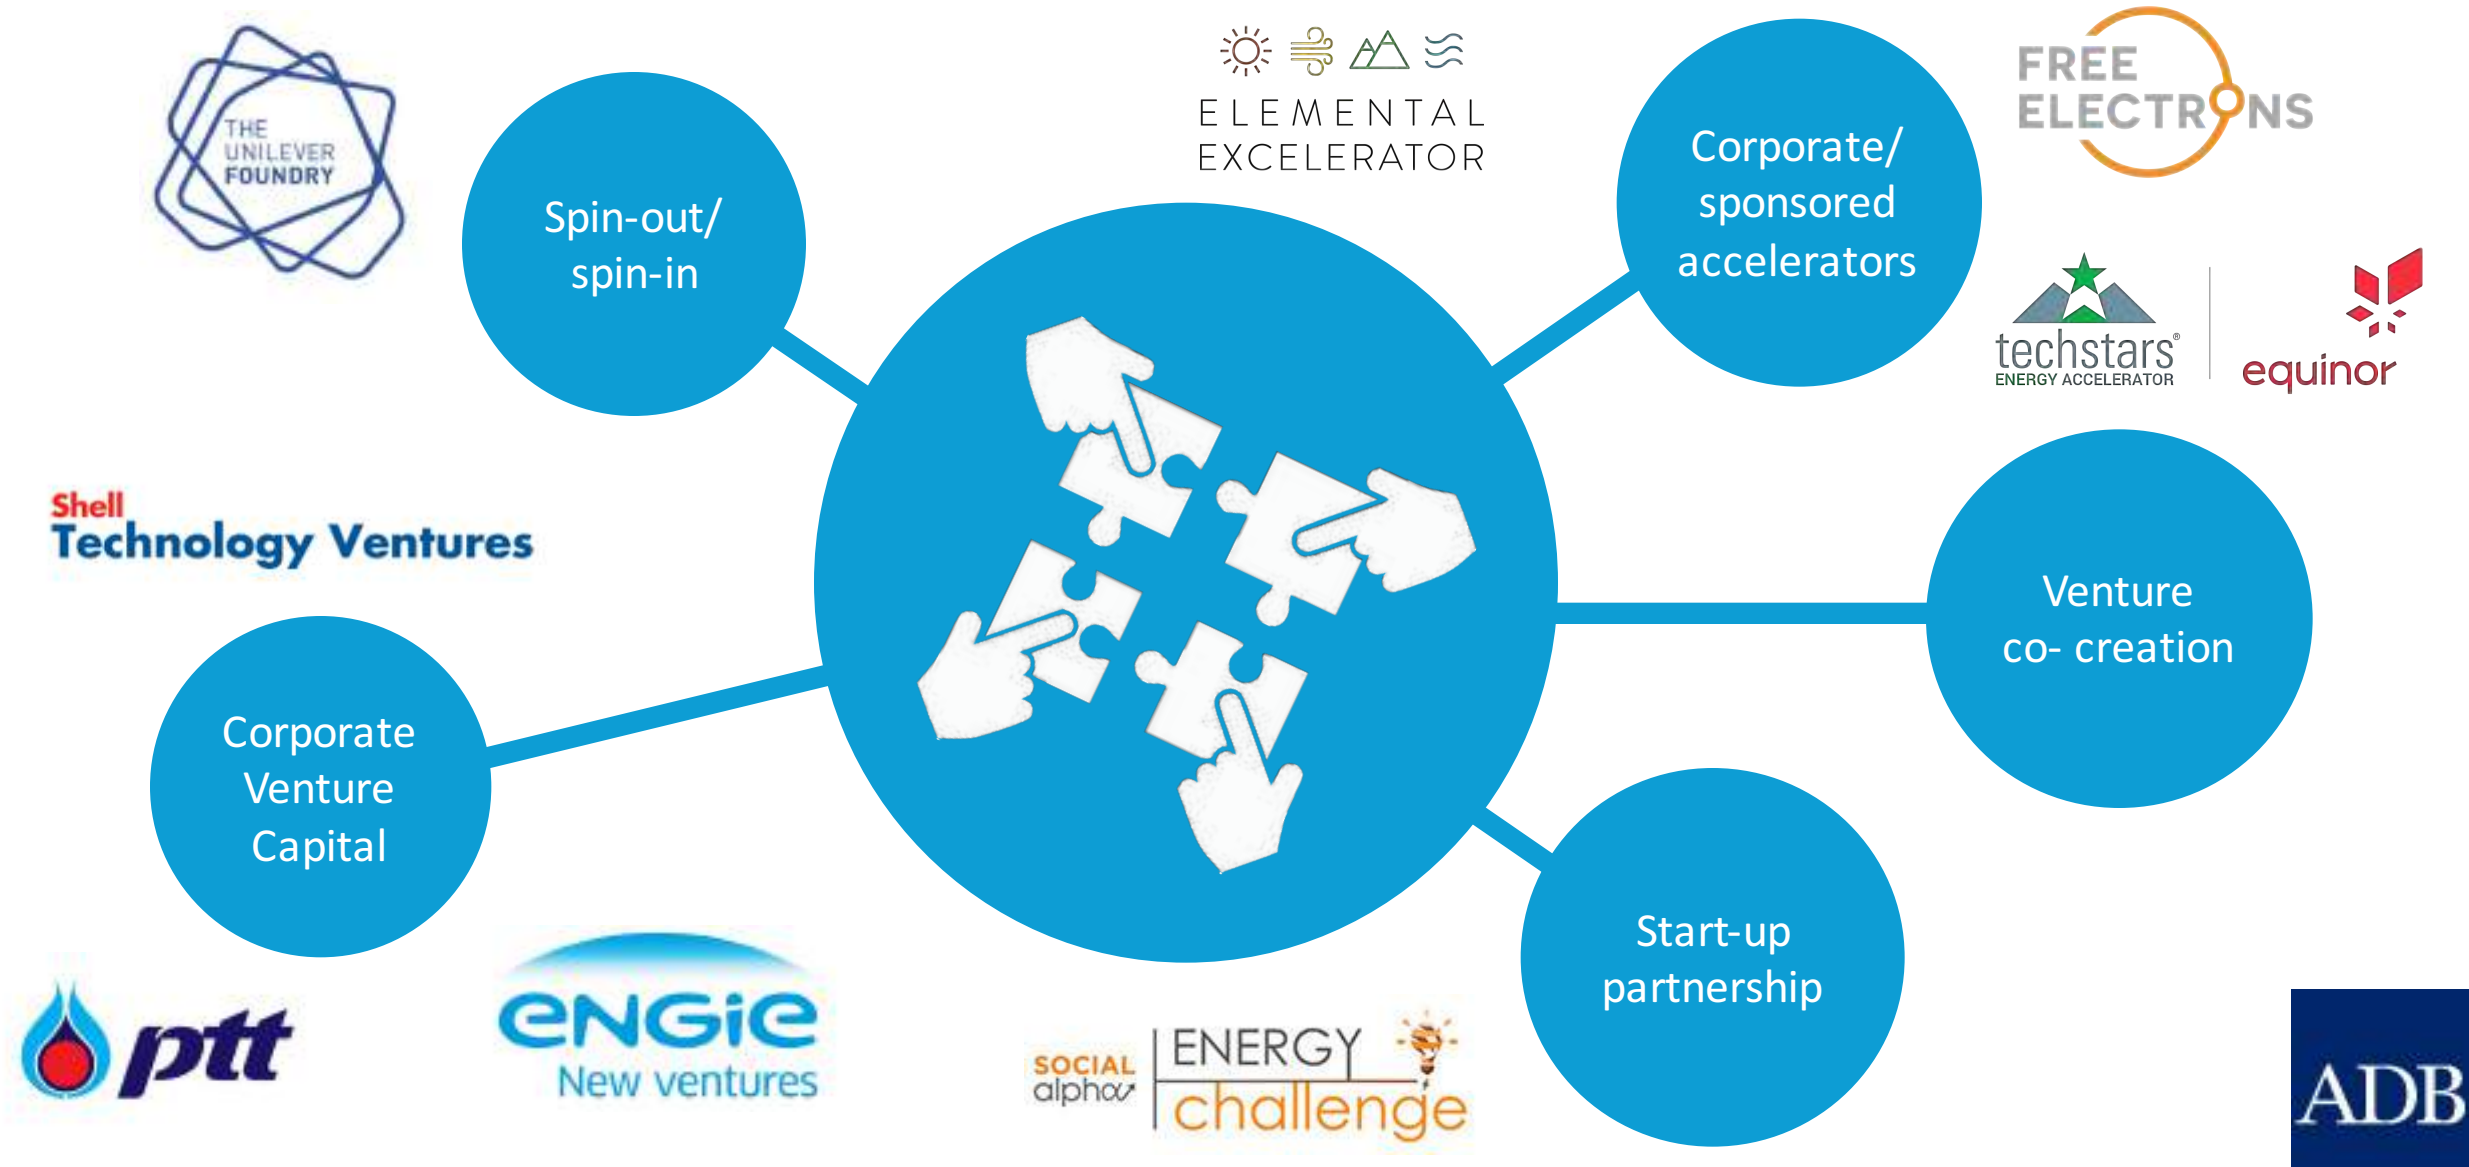 THE
UNILEVER
FOUNDRY
Spin-out/
spin-in
ELEMENTAL
EXCELERATOR
Corporate/
sponsored
accelerators
FREE
ELECTRONS
techstars®
ENERGY ACCELERATOR
equinor
Shell
Technology Ventures
Venture
co- creation
Corporate
Venture
Capital
Start-up
partnership
ptt
ENGiE
New ventures
SOCIAL
alpha
ENERGY
challenge
ADB